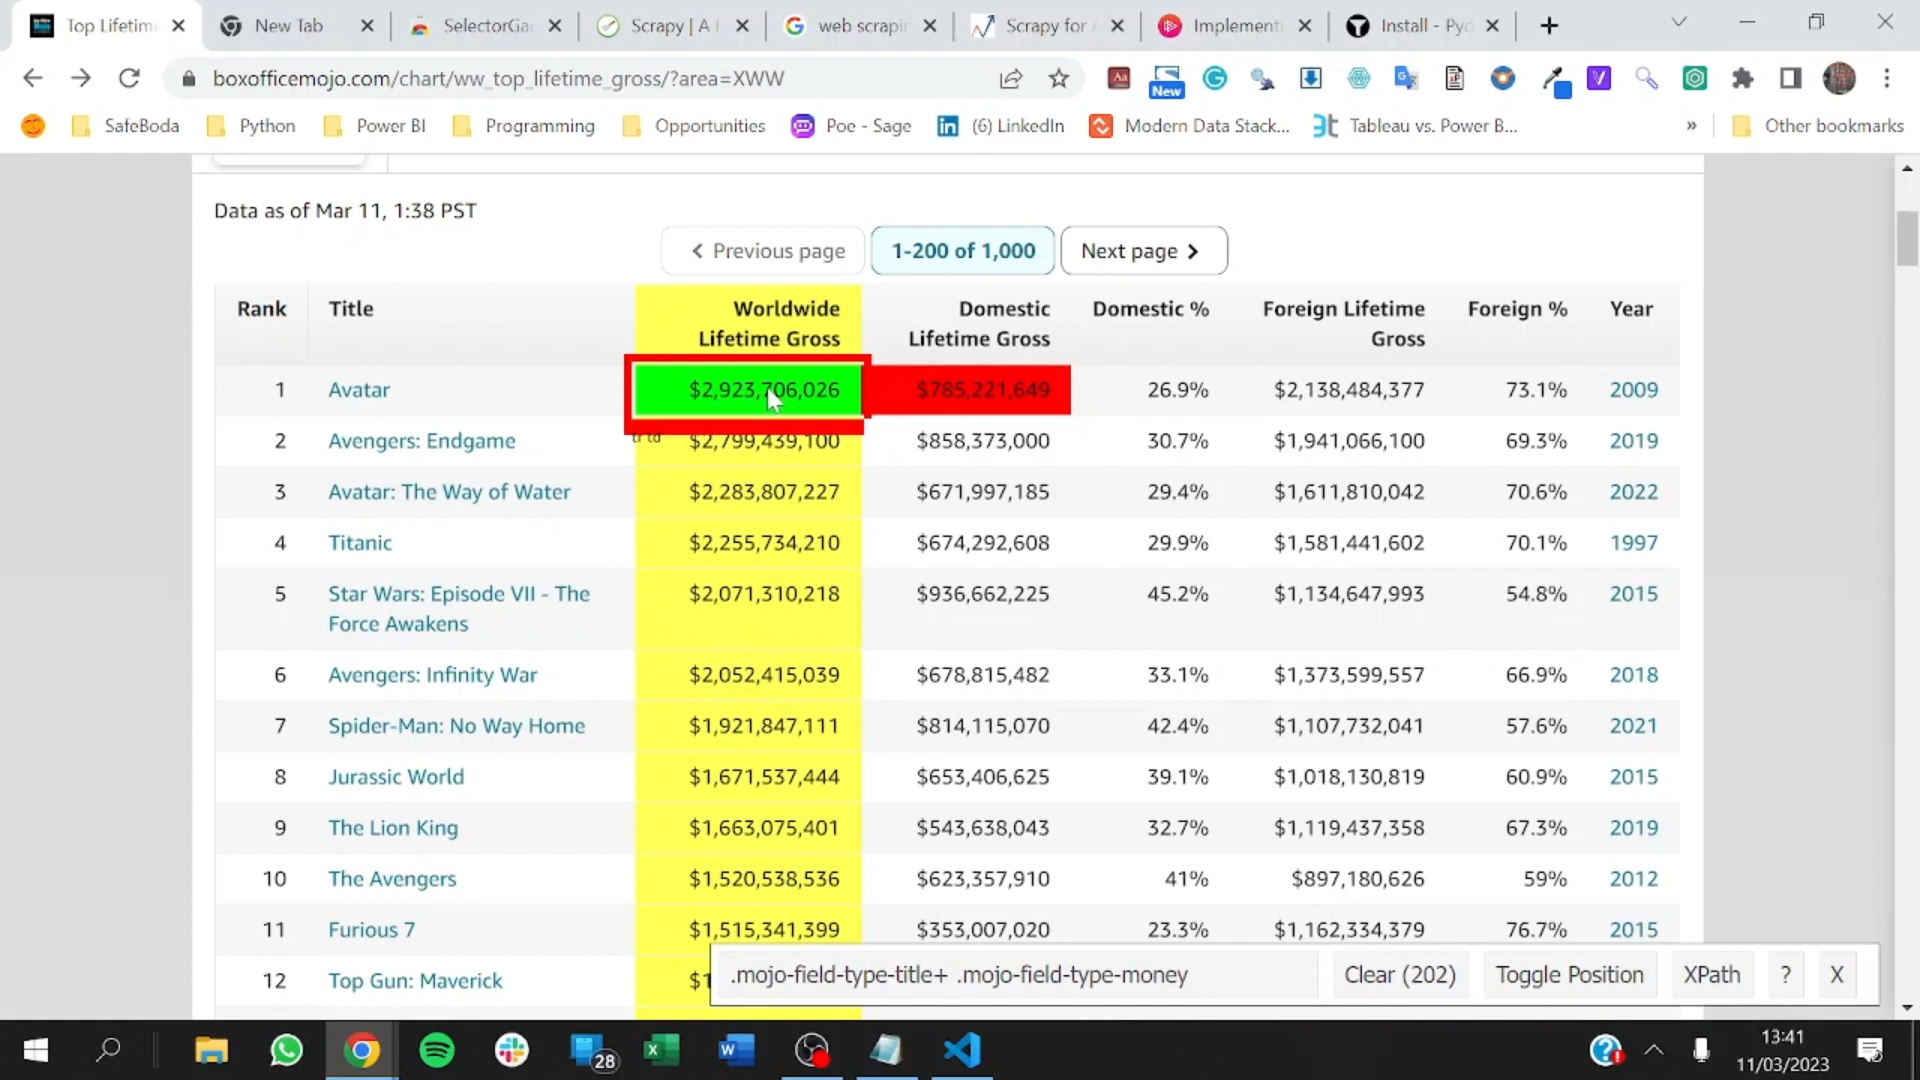 Top Lifetime
New Tab
SelectorGa
Scrapy | A F
web scrapin
Scrapy for A
Implementi
Install - Pyd
boxofficemojo.com/chart/ww_top_lifetime_gross/?area=XWW
New
SafeBoda
Python
Power BI
Programming
Opportunities
Poe - Sage
(6) LinkedIn
Modern Data Stack...
Tableau vs. Power B...
»
Other bookmarks
Data as of Mar 11, 1:38 PST
Previous page
1-200 of 1,000
Next page
Rank Title Worldwide Lifetime Gross Domestic Lifetime Gross Domestic % Foreign Lifetime Gross Foreign % Year
1 Avatar $2,923,706,026 $785,221,649 26.9% $2,138,484,377 73.1% 2009
tr td
2 Avengers: Endgame $2,799,439,100 $858,373,000 30.7% $1,941,066,100 69.3% 2019
3 Avatar: The Way of Water $2,283,807,227 $671,997,185 29.4% $1,611,810,042 70.6% 2022
4 Titanic $2,255,734,210 $674,292,608 29.9% $1,581,441,602 70.1% 1997
5 Star Wars: Episode VII - The $2,071,310,218 $936,662,225 45.2% $1,134,647,993 54.8% 2015
Force Awakens
6 Avengers: Infinity War $2,052,415,039 $678,815,482 33.1% $1,373,599,557 66.9% 2018
7 Spider-Man: No Way Home $1,921,847,111 $814,115,070 42.4% $1,107,732,041 57.6% 2021
8 Jurassic World $1,671,537,444 $653,406,625 39.1% $1,018,130,819 60.9% 2015
9 The Lion King $1,663,075,401 $543,638,043 32.7% $1,119,437,358 67.3% 2019
10 The Avengers $1,520,538,536 $623,357,910 41% $897,180,626 59% 2012
11 Furious 7 $1,515,341,399 $353,007,020 23.3% $1,162,334,379 76.7% 2015
12 Top Gun: Maverick $1
.mojo-field-type-title+ .mojo-field-type-money
Clear (202)
Toggle Position
XPath
?
X
28
13:41
11/03/2023